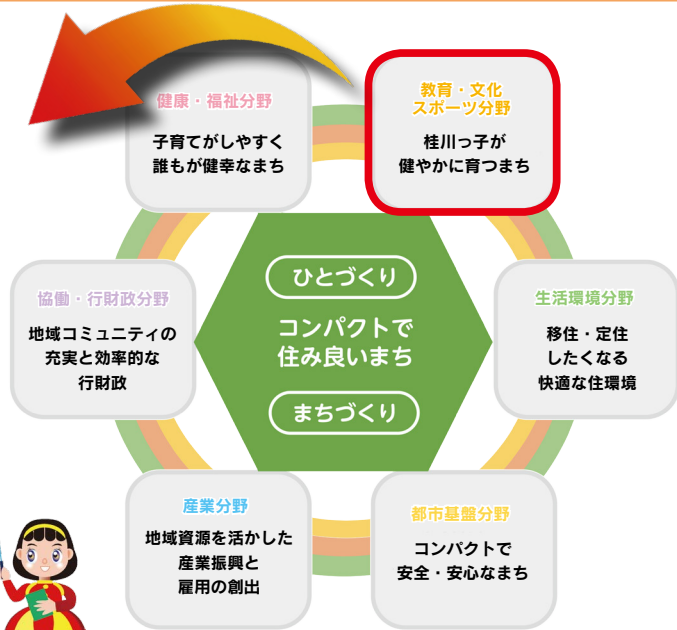 健康・福祉分野
子育てがしやすく
誰もが健幸なまち
教育・文化
スポーツ分野
桂川っ子が
健やかに育つまち
協働・行財政分野
地域コミュニティの
充実と効率的な
行財政
ひとづくり
コンパクトで
住み良いまち
まちづくり
生活環境分野
移住・定住
したくなる
快適な住環境
産業分野
地域資源を活かした
産業振興と
雇用の創出
都市基盤分野
コンパクトで
安全・安心なまち